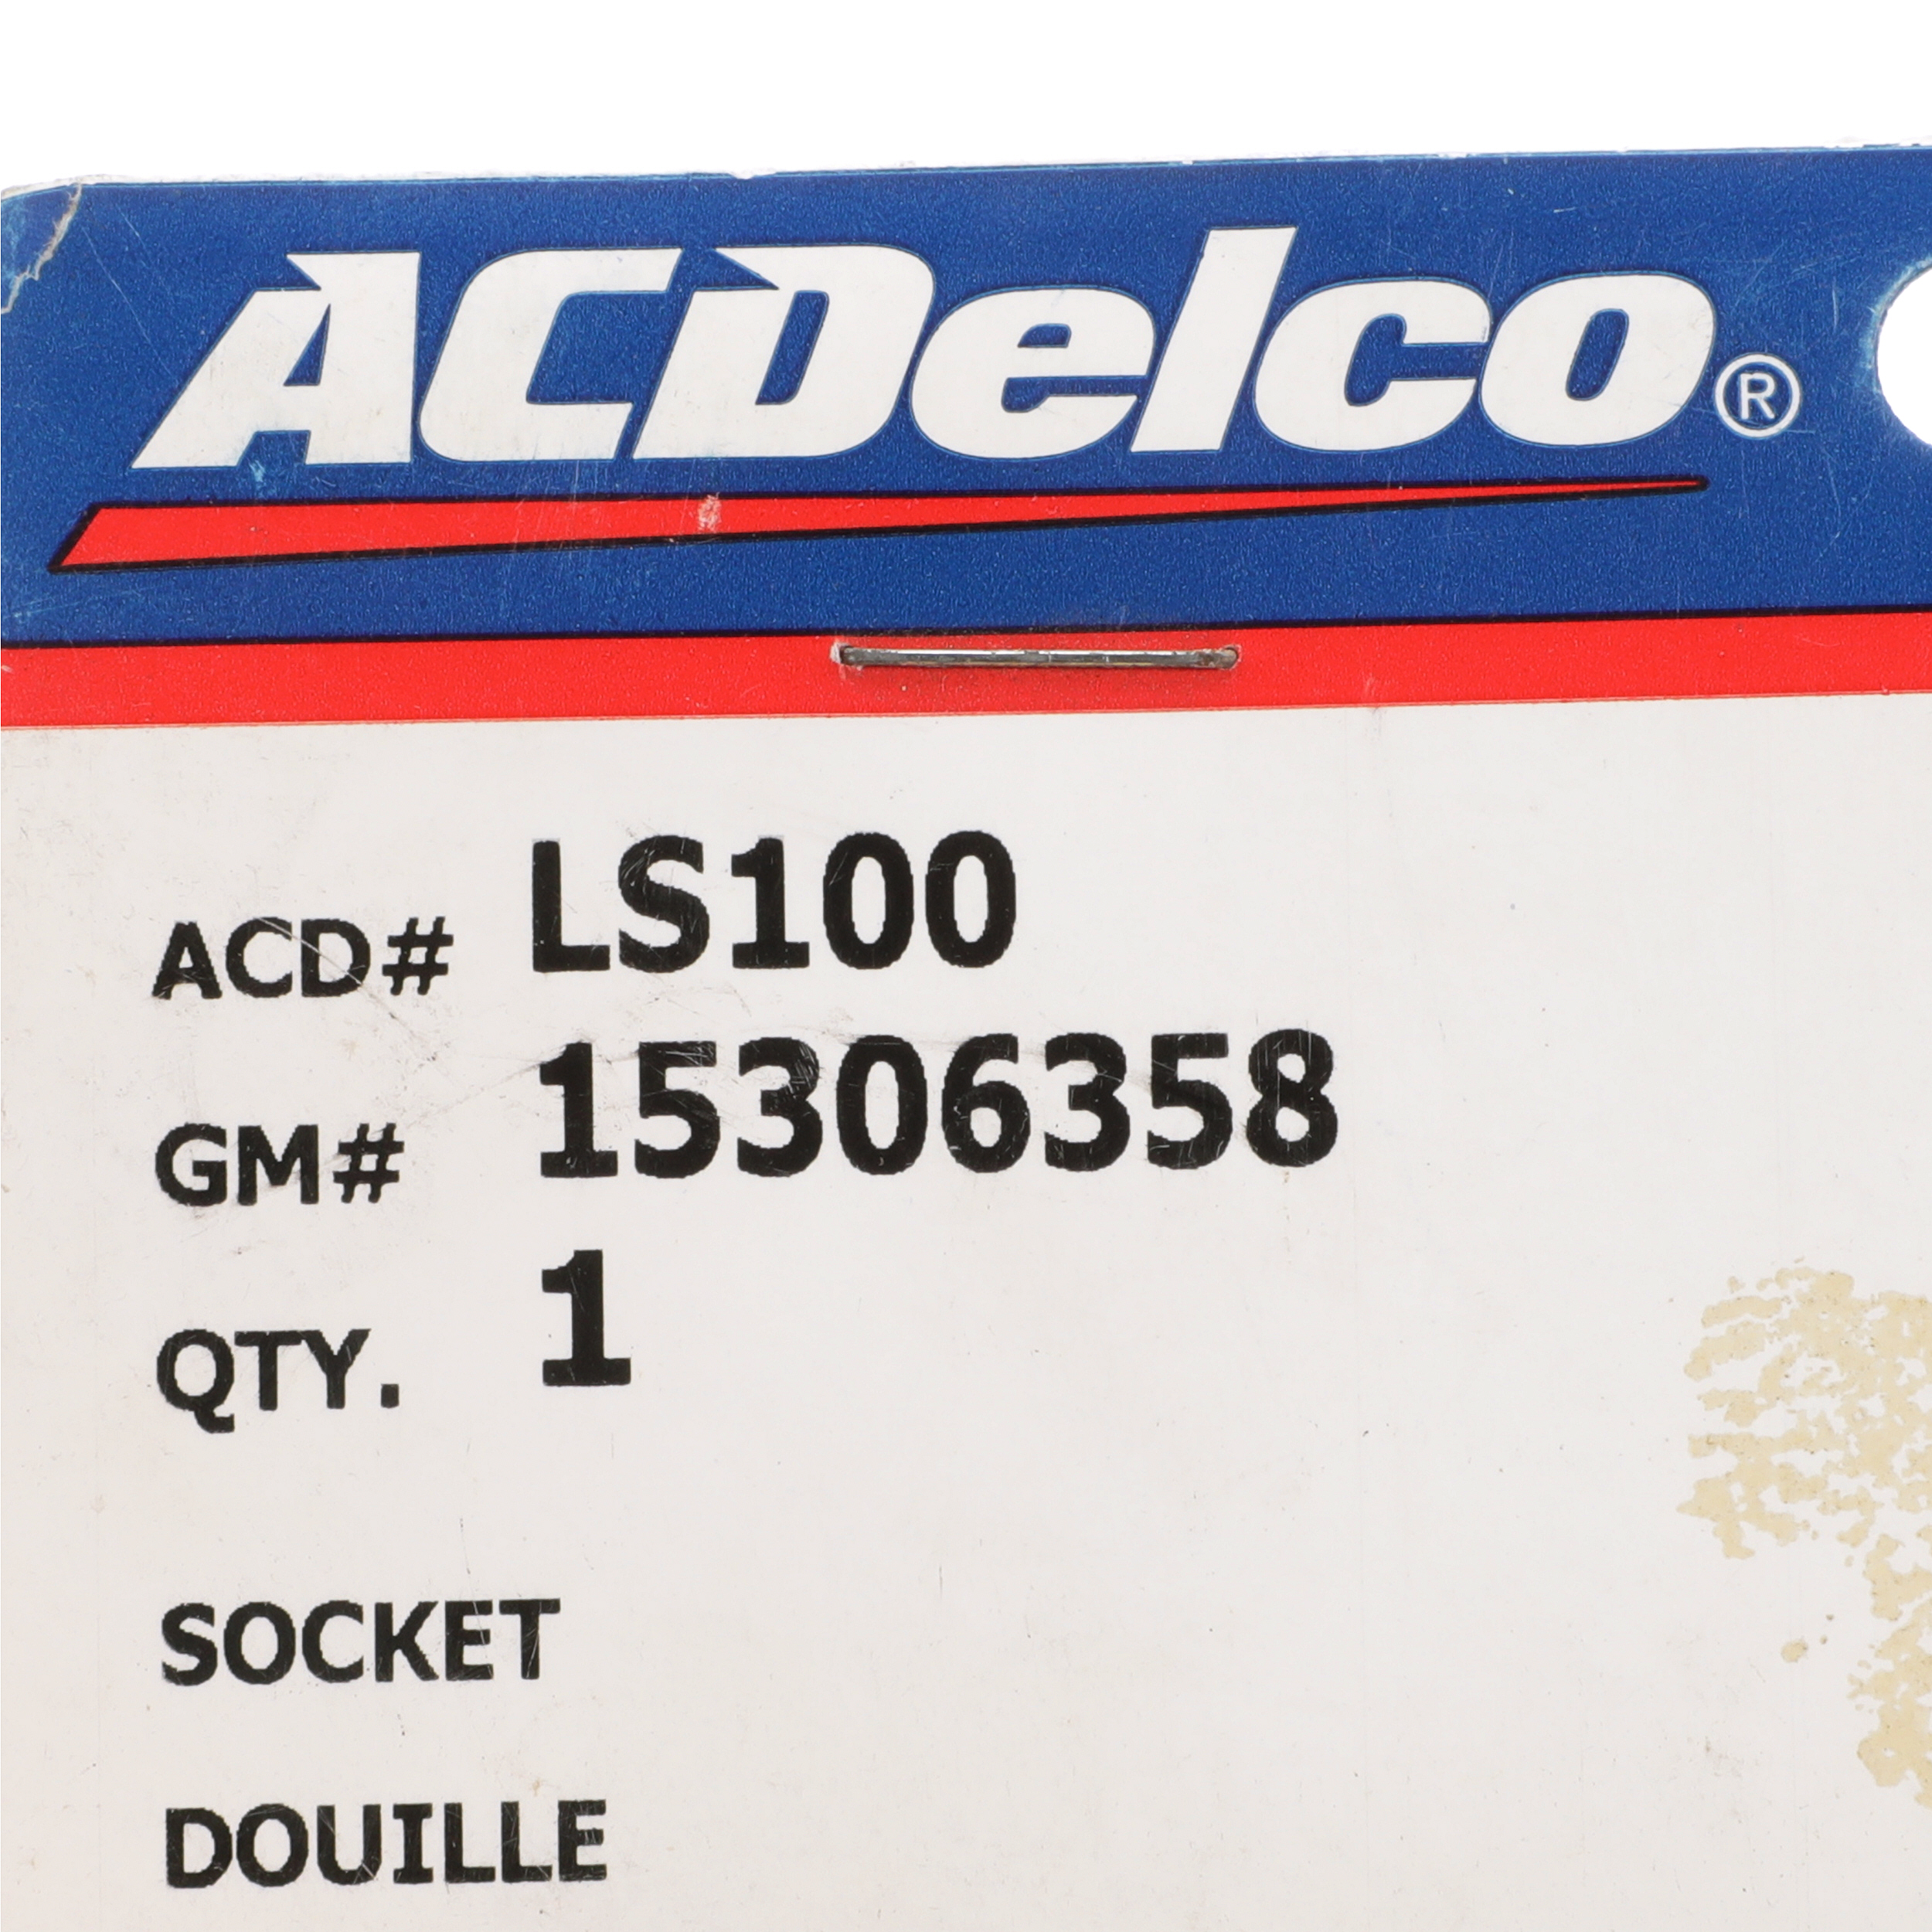 ACDelco®
ACD# LS100
GM# 15306358
QTY. 1
SOCKET
DOUILLE